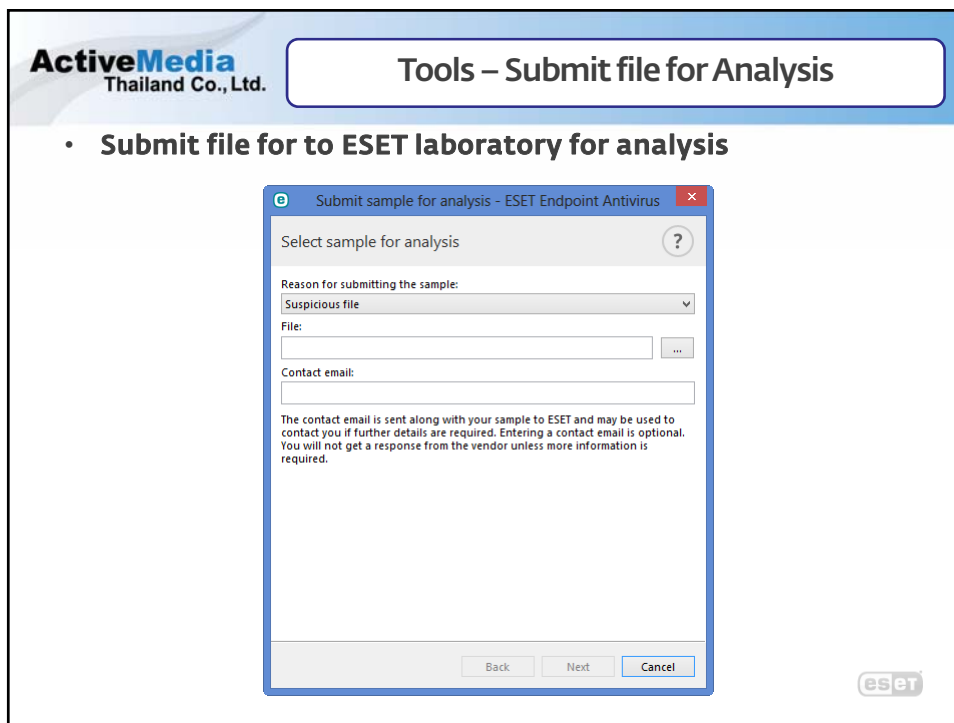 ActiveMedia
Thailand Co., Ltd.
Tools – Submit file for Analysis
• Submit file for to ESET laboratory for analysis
e
Submit sample for analysis - ESET Endpoint Antivirus
×
Select sample for analysis
?
Reason for submitting the sample:
Suspicious file
File:
...
Contact email:
The contact email is sent along with your sample to ESET and may be used to
contact you if further details are required. Entering a contact email is optional.
You will not get a response from the vendor unless more information is
required.
Back
Next
Cancel
eseT